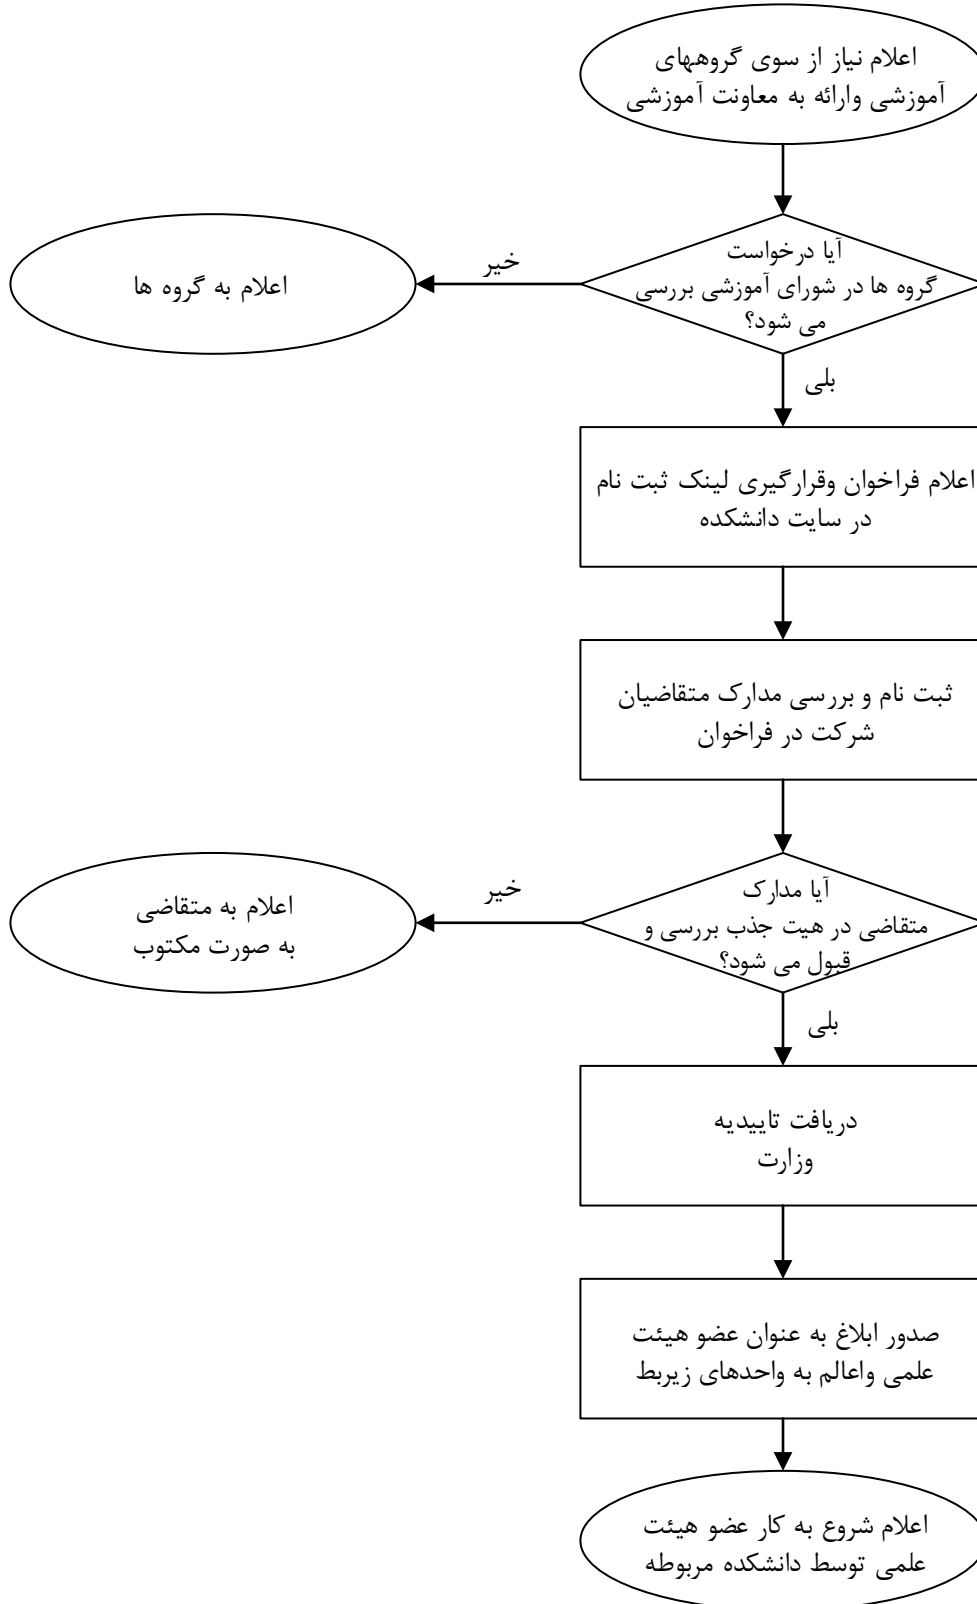 اعلام نیاز از سوی گروههای
آموزشی وارائه به معاونت آموزشی
آیا درخواست
گروه ها در شورای آموزشی بررسی
می شود؟
خیر
اعلام به گروه ها
بلی
اعلام فراخوان وقرارگیری لینک ثبت نام
در سایت دانشکده
ثبت نام و بررسی مدارک متقاضیان
شرکت در فراخوان
آیا مدارک
متقاضی در هیت جذب بررسی و
قبول می شود؟
خیر
اعلام به متقاضی
به صورت مکتوب
بلی
دریافت تاییدیه
وزارت
صدور ابلاغ به عنوان عضو هیئت
علمی واعالم به واحدهای زیربط
اعلام شروع به کار عضو هیئت
علمی توسط دانشکده مربوطه